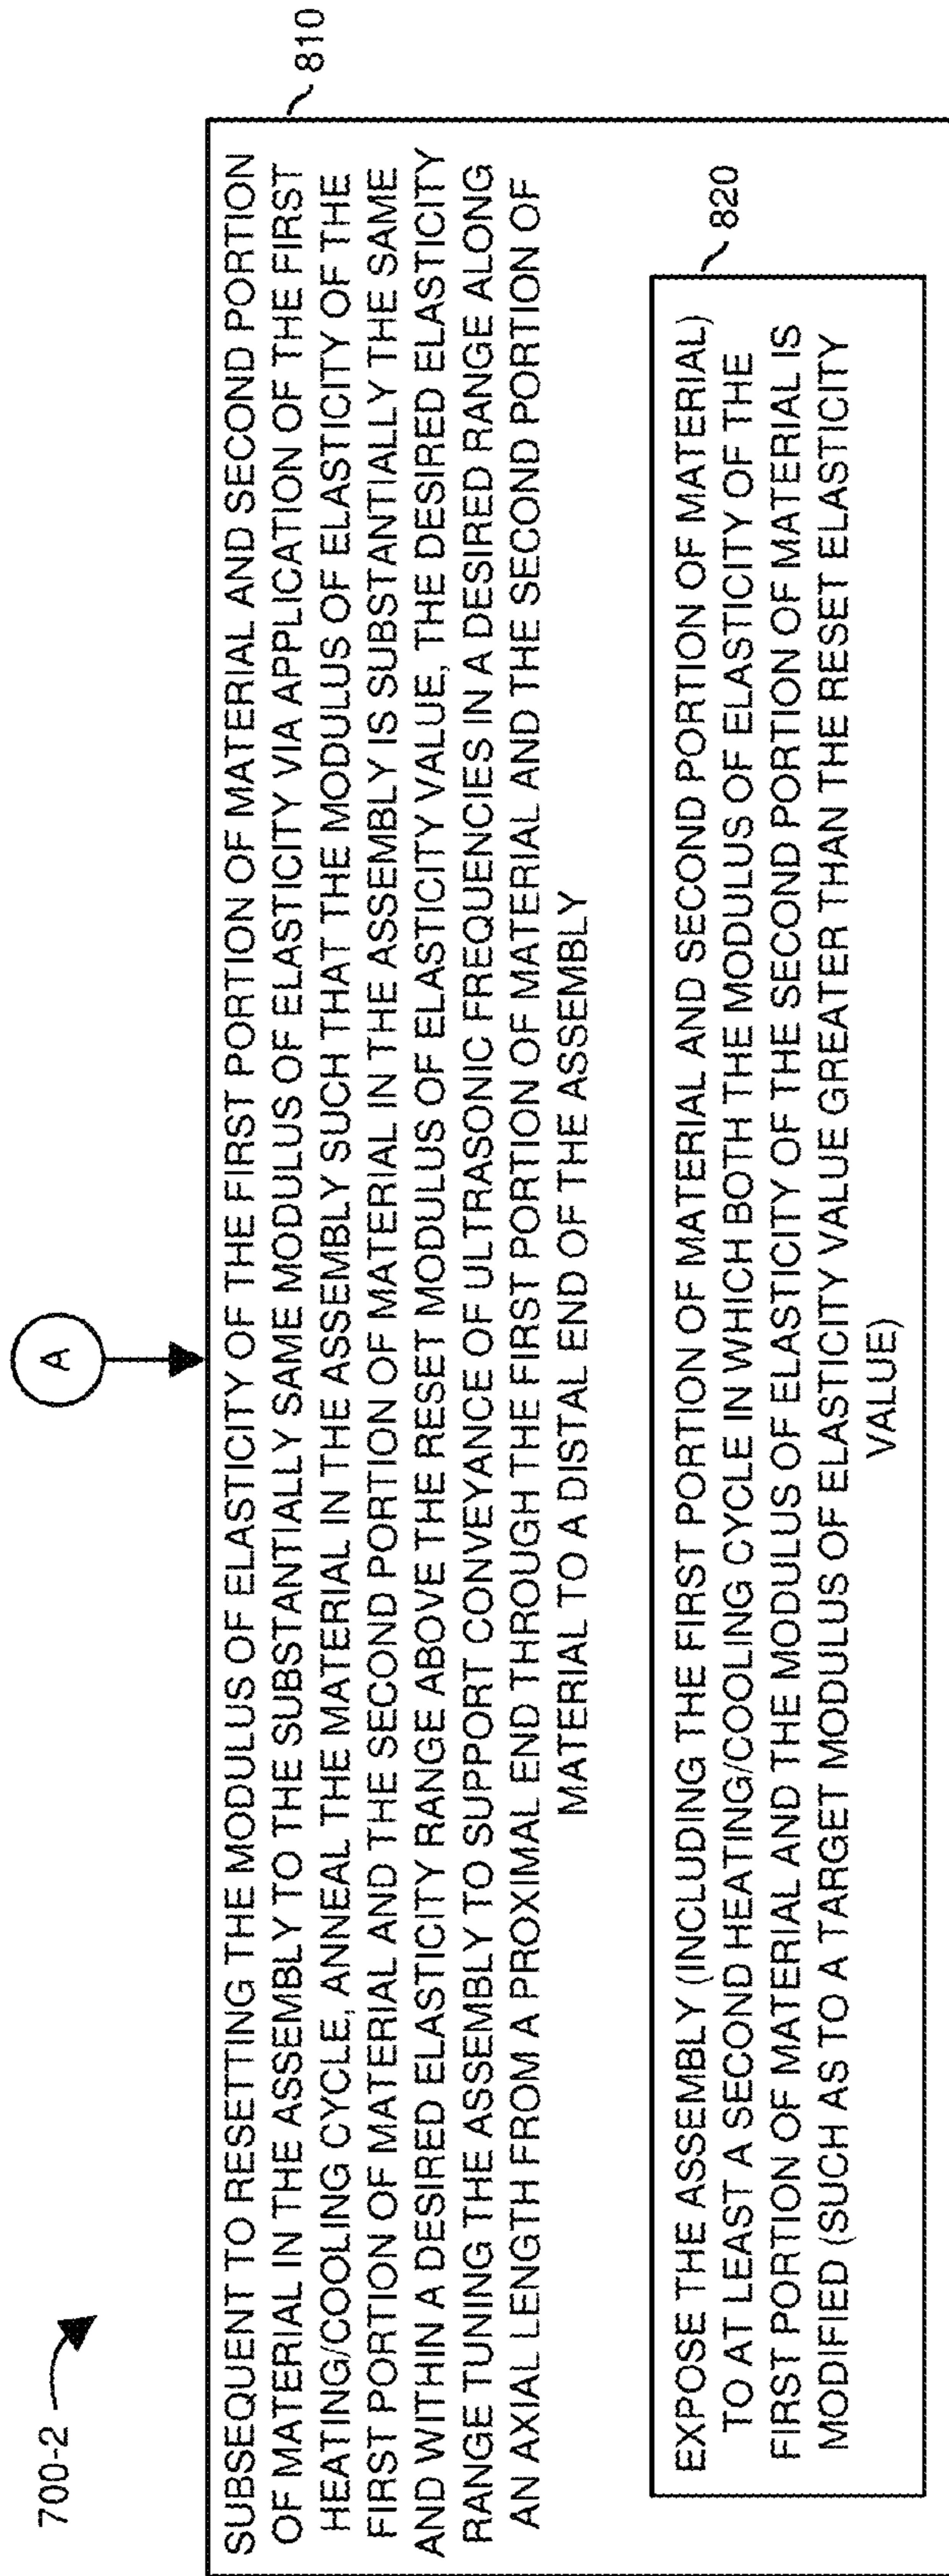 700-2
A
810
SUBSEQUENT TO RESETTING THE MODULUS OF ELASTICITY OF THE FIRST PORTION OF MATERIAL AND SECOND PORTION
OF MATERIAL IN THE ASSEMBLY TO THE SUBSTANTIALLY SAME MODULUS OF ELASTICITY VIA APPLICATION OF THE FIRST
HEATING/COOLING CYCLE, ANNEAL THE MATERIAL IN THE ASSEMBLY SUCH THAT THE MODULUS OF ELASTICITY OF THE
FIRST PORTION OF MATERIAL AND THE SECOND PORTION OF MATERIAL IN THE ASSEMBLY IS SUBSTANTIALLY THE SAME
AND WITHIN A DESIRED ELASTICITY RANGE ABOVE THE RESET MODULUS OF ELASTICITY VALUE, THE DESIRED ELASTICITY
RANGE TUNING THE ASSEMBLY TO SUPPORT CONVEYANCE OF ULTRASONIC FREQUENCIES IN A DESIRED RANGE ALONG
AN AXIAL LENGTH FROM A PROXIMAL END THROUGH THE FIRST PORTION OF MATERIAL AND THE SECOND PORTION OF
MATERIAL TO A DISTAL END OF THE ASSEMBLY
820
EXPOSE THE ASSEMBLY (INCLUDING THE FIRST PORTION OF MATERIAL AND SECOND PORTION OF MATERIAL)
TO AT LEAST A SECOND HEATING/COOLING CYCLE IN WHICH BOTH THE MODULUS OF ELASTICITY OF THE
FIRST PORTION OF MATERIAL AND THE MODULUS OF ELASTICITY OF THE SECOND PORTION OF MATERIAL IS
MODIFIED (SUCH AS TO A TARGET MODULUS OF ELASTICITY VALUE GREATER THAN THE RESET ELASTICITY
VALUE)